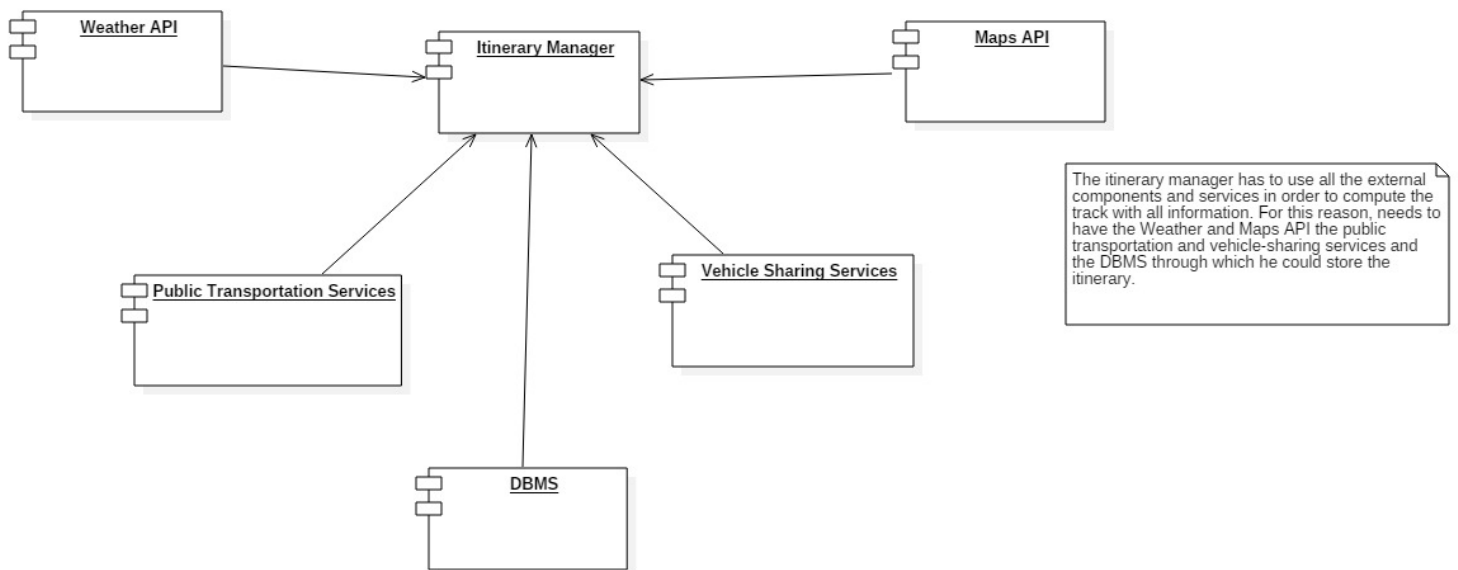 Weather API
Itinerary Manager
Maps API
The itinerary manager has to use all the external
components and services in order to compute the
track with all information. For this reason, needs to
have the Weather and Maps API the public
transportation and vehicle-sharing services and
the DBMS through which he could store the
itinerary.
Public Transportation Services
Vehicle Sharing Services
DBMS